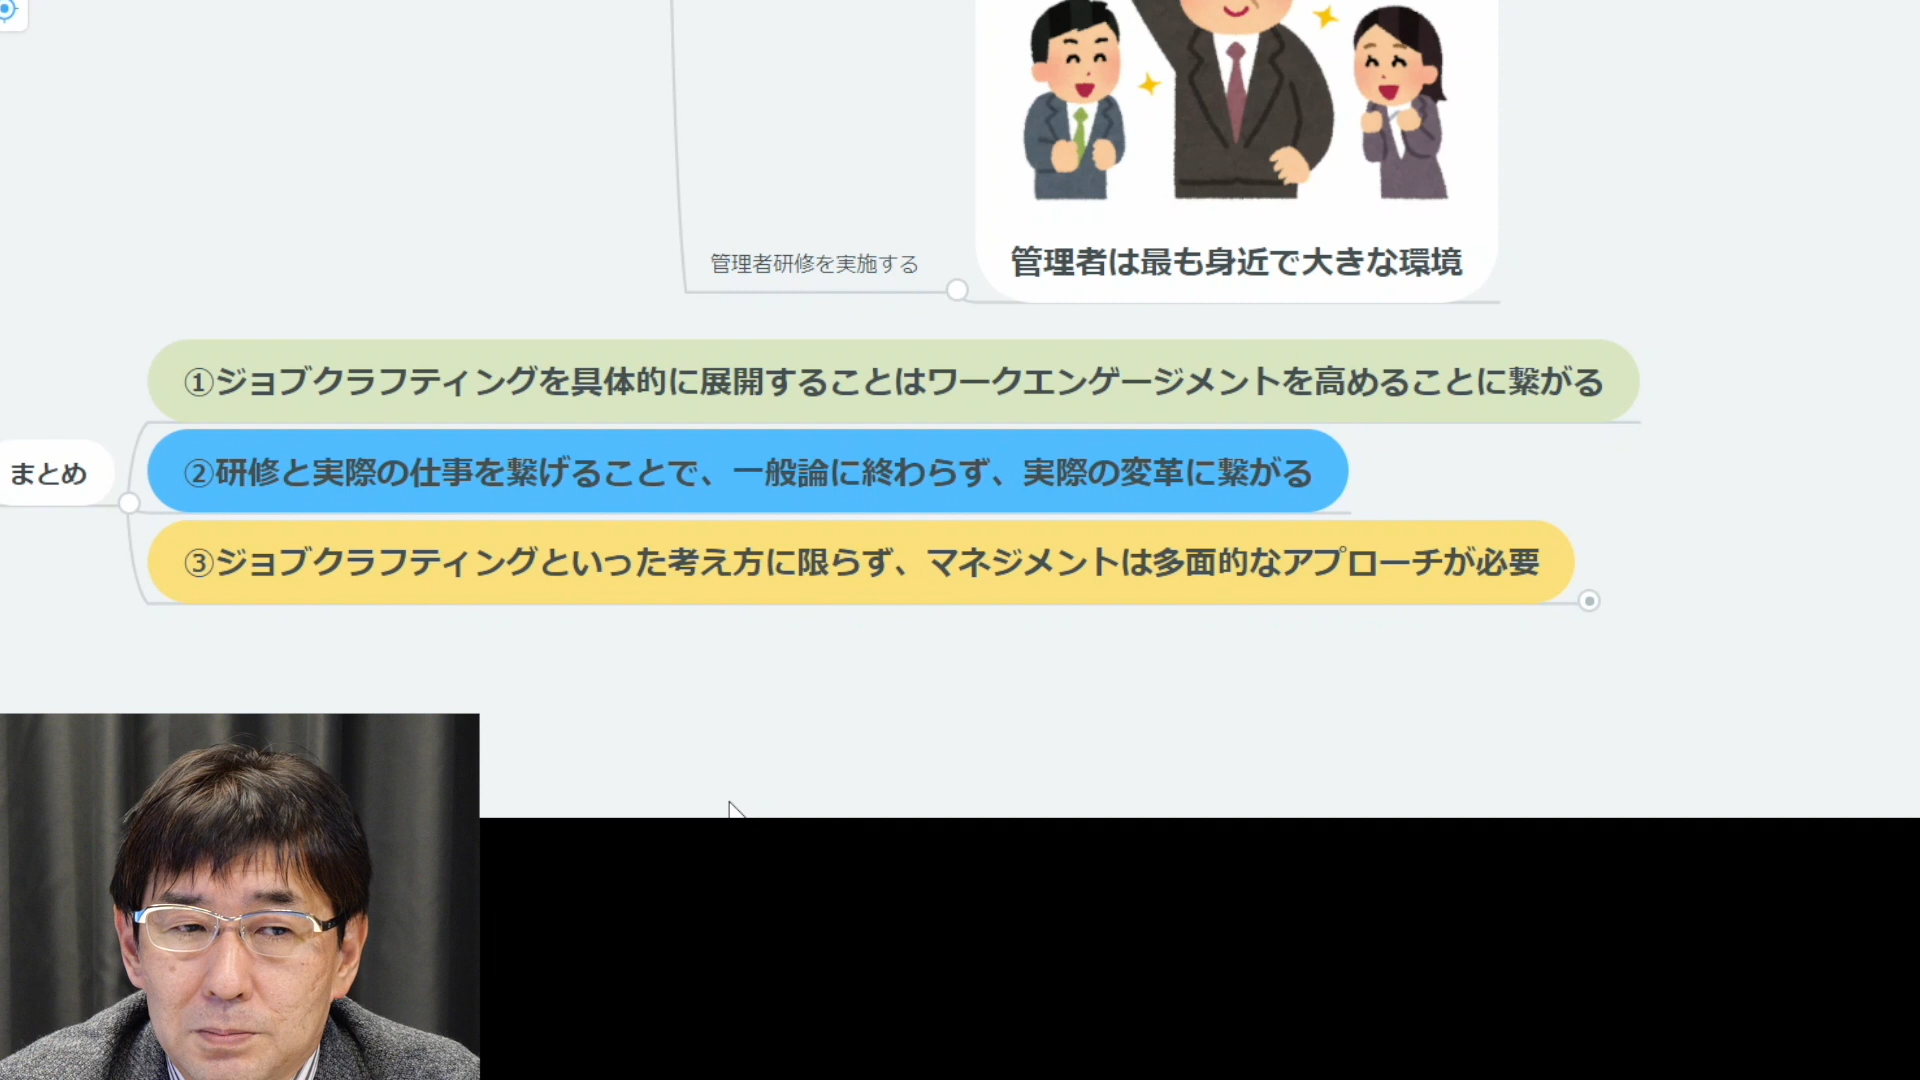 管理者研修を実施する
管理者は最も身近で大きな環境
①ジョブクラフティングを具体的に展開することはワークエンゲージメントを高めることに繋がる
まとめ
②研修と実際の仕事を繋げることで、一般論に終わらず、実際の変革に繋がる
③ジョブクラフティングといった考え方に限らず、マネジメントは多面的なアプローチが必要